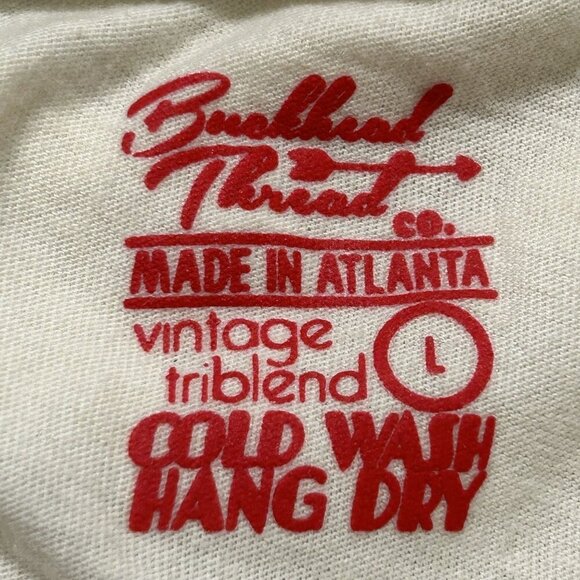 Buckhead
Thread
CO.
MADE IN ATLANTA
vintage
triblend
L
COLD WASH
HANG DRY